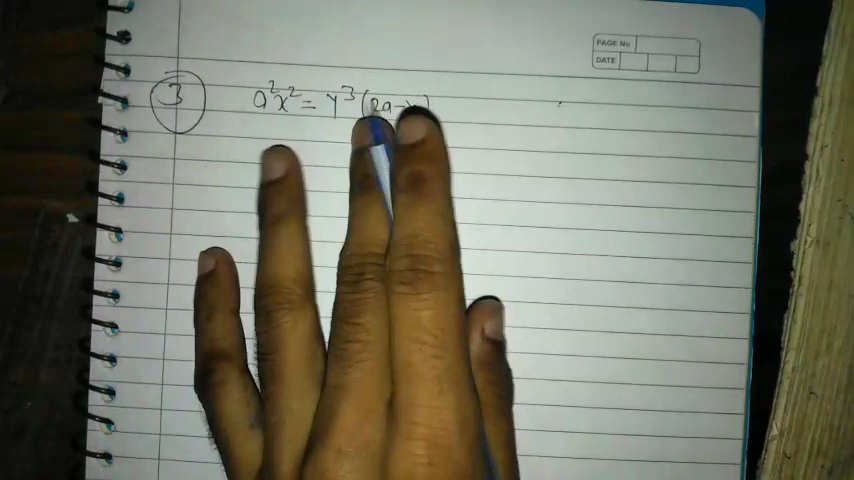 PAGE No
DATE
3 a²x² = y³(2a-y)